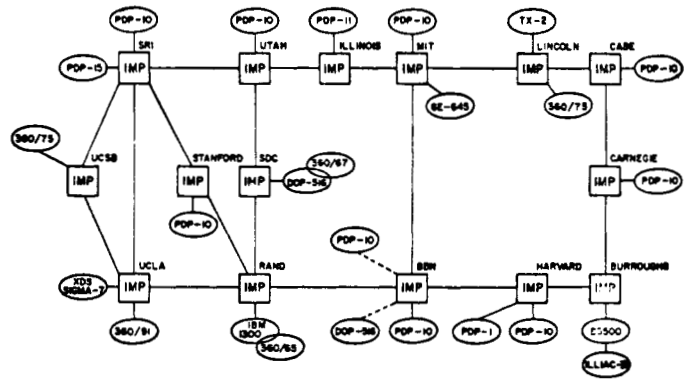 PDP-10
PDP-10
PDP-11
PDP-10
TX-2
SRI
UTAH
ILLINOIS
MIT
LINCOLN
CASE
PDP-15
IMP
IMP
IMP
IMP
IMP
IMP
PDP-10
GE-645
360/75
360/75
UCSB
STANFORD
SDC
360/67
CARNEGIE
IMP
IMP
IMP
DDP-516
IMP
PDP-10
PDP-10
PDP-10
UCLA
RAND
BBN
HARVARD
BURROUGHS
XDS
SIGMA-7
IMP
IMP
IMP
IMP
IMP
360/91
IBM
1800
360/65
DDP-516
PDP-10
PDP-1
PDP-10
ILLIAC